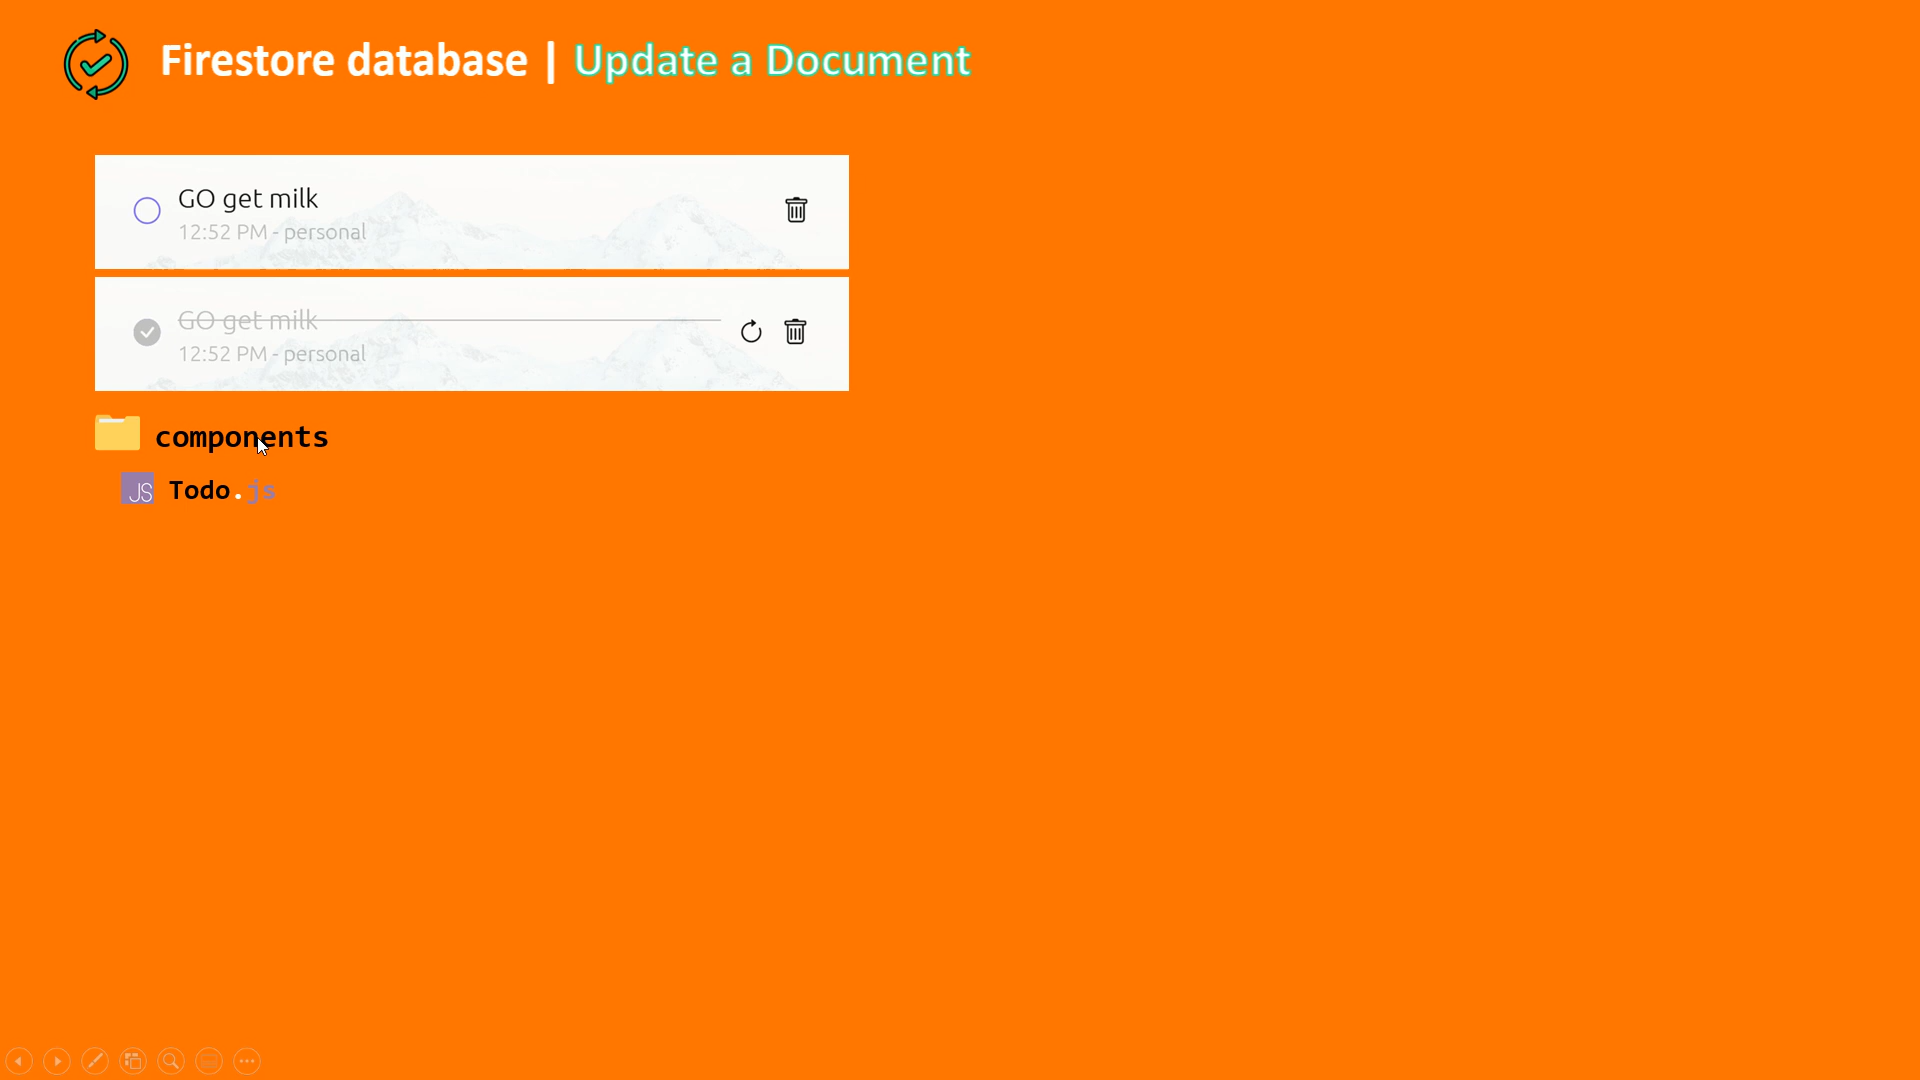 Firestore database | Update a Document
GO get milk
12:52 PM - personal
GO get milk
12:52 PM - personal
components
JS Todo.js